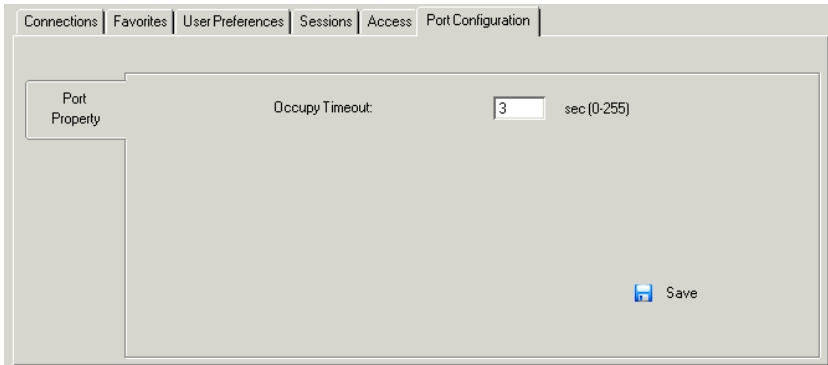 Connections Favorites User Preferences Sessions Access Port Configuration
Port
Property
Occupy Timeout: 3 sec (0-255)
Save